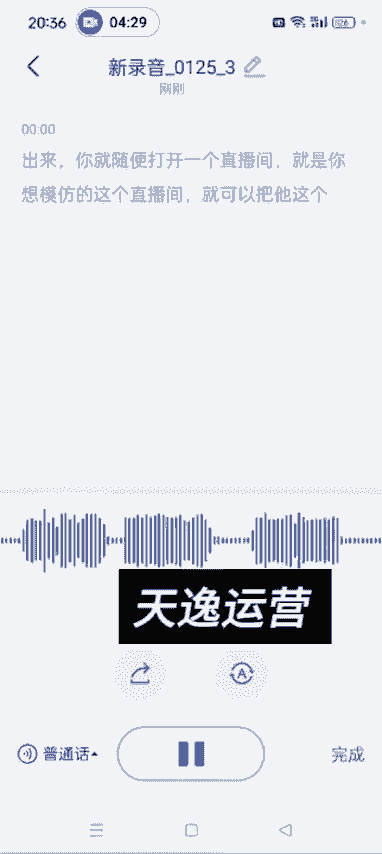 20:36 04:29
新录音_0125_3
刚刚
00:00
出来，你就随便打开一个直播间，就是你
想模仿的这个直播间，就可以把他这个
天逸运营
A
普通话
完成